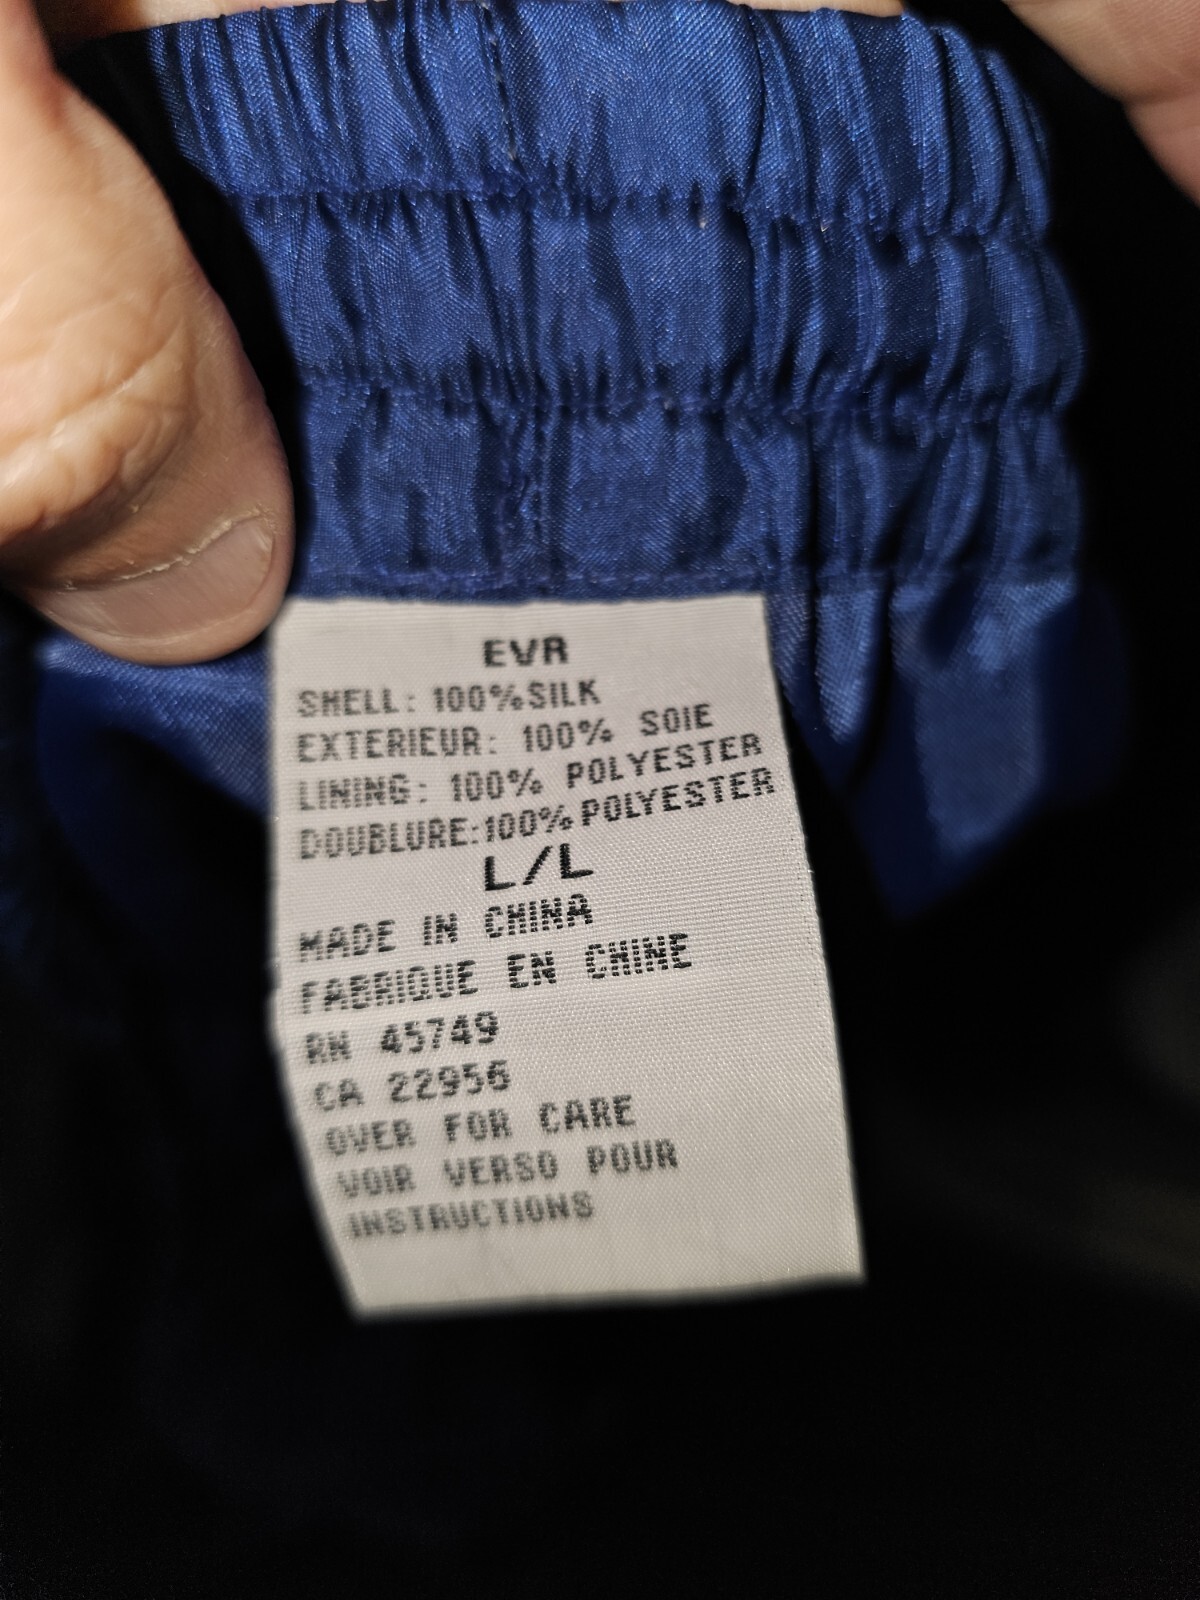 EVR
SHELL: 100%SILK
EXTERIEUR: 100% SOIE
LINING: 100% POLYESTER
DOUBLURE:100%POLYESTER
L/L
MADE IN CHINA
FABRIQUE EN CHINE
RN 45749
CA 22956
OVER FOR CARE
VOIR VERSO POUR
INSTRUCTIONS